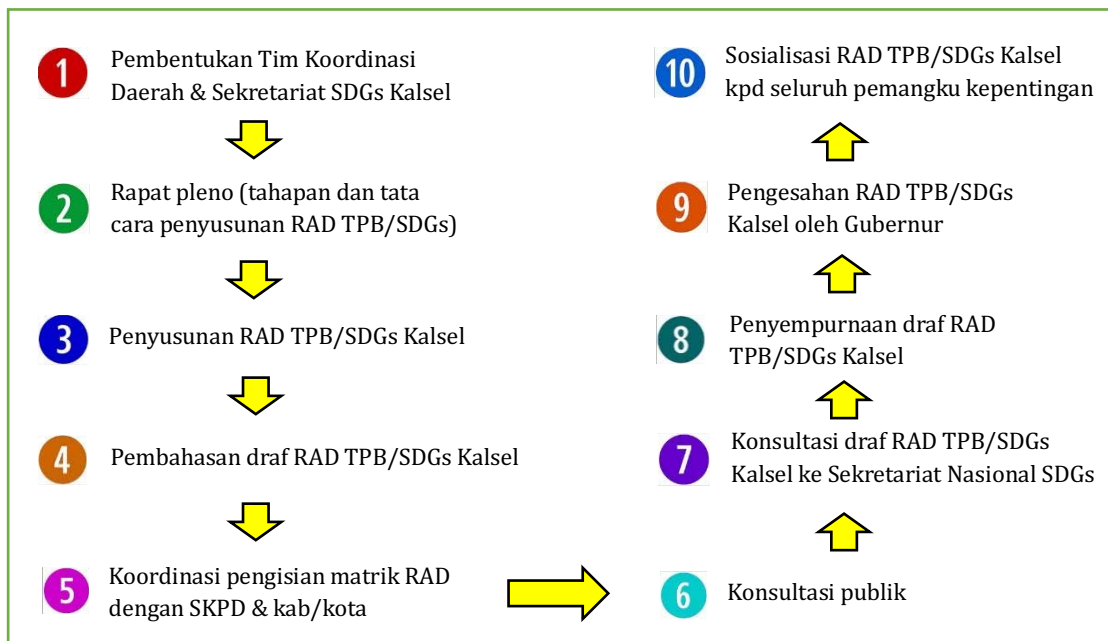 1
Pembentukan Tim Koordinasi
Daerah & Sekretariat SDGs Kalsel
2
Rapat pleno (tahapan dan tata
cara penyusunan RAD TPB/SDGs)
3
Penyusunan RAD TPB/SDGs Kalsel
4
Pembahasan draf RAD TPB/SDGs Kalsel
5
Koordinasi pengisian matrik RAD
dengan SKPD & kab/kota
6
Konsultasi publik
7
Konsultasi draf RAD TPB/SDGs
Kalsel ke Sekretariat Nasional SDGs
8
Penyempurnaan draf RAD
TPB/SDGs Kalsel
9
Pengesahan RAD TPB/SDGs
Kalsel oleh Gubernur
10
Sosialisasi RAD TPB/SDGs Kalsel
kpd seluruh pemangku kepentingan